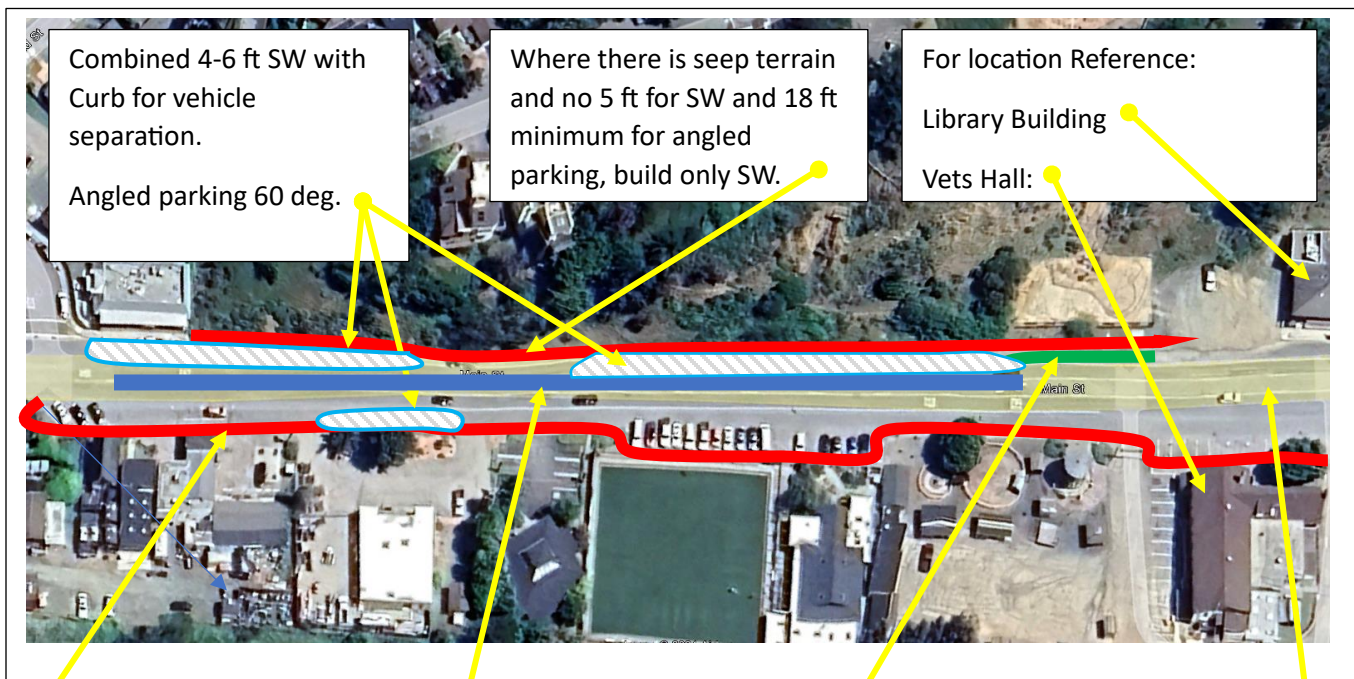 Combined 4-6 ft SW with
Curb for vehicle
separation.
Angled parking 60 deg.
Where there is seep terrain
and no 5 ft for SW and 18 ft
minimum for angled
parking, build only SW.
For location Reference:
Library Building
Vets Hall:
St
Main St
Main St